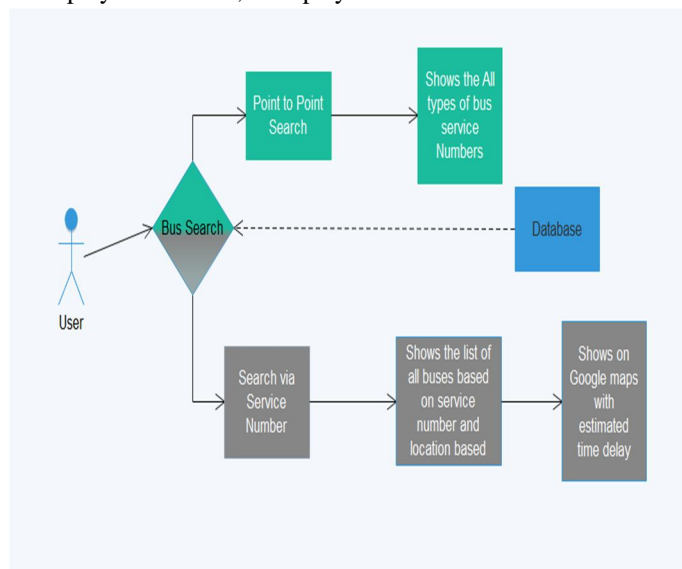 Point to Point
Search
Shows the All
types of bus
service
Numbers
Bus Search
Database
User
Search via
Service
Number
Shows the list of
all buses based
on service
number and
location based
Shows on
Google maps
with
estimated
time delay